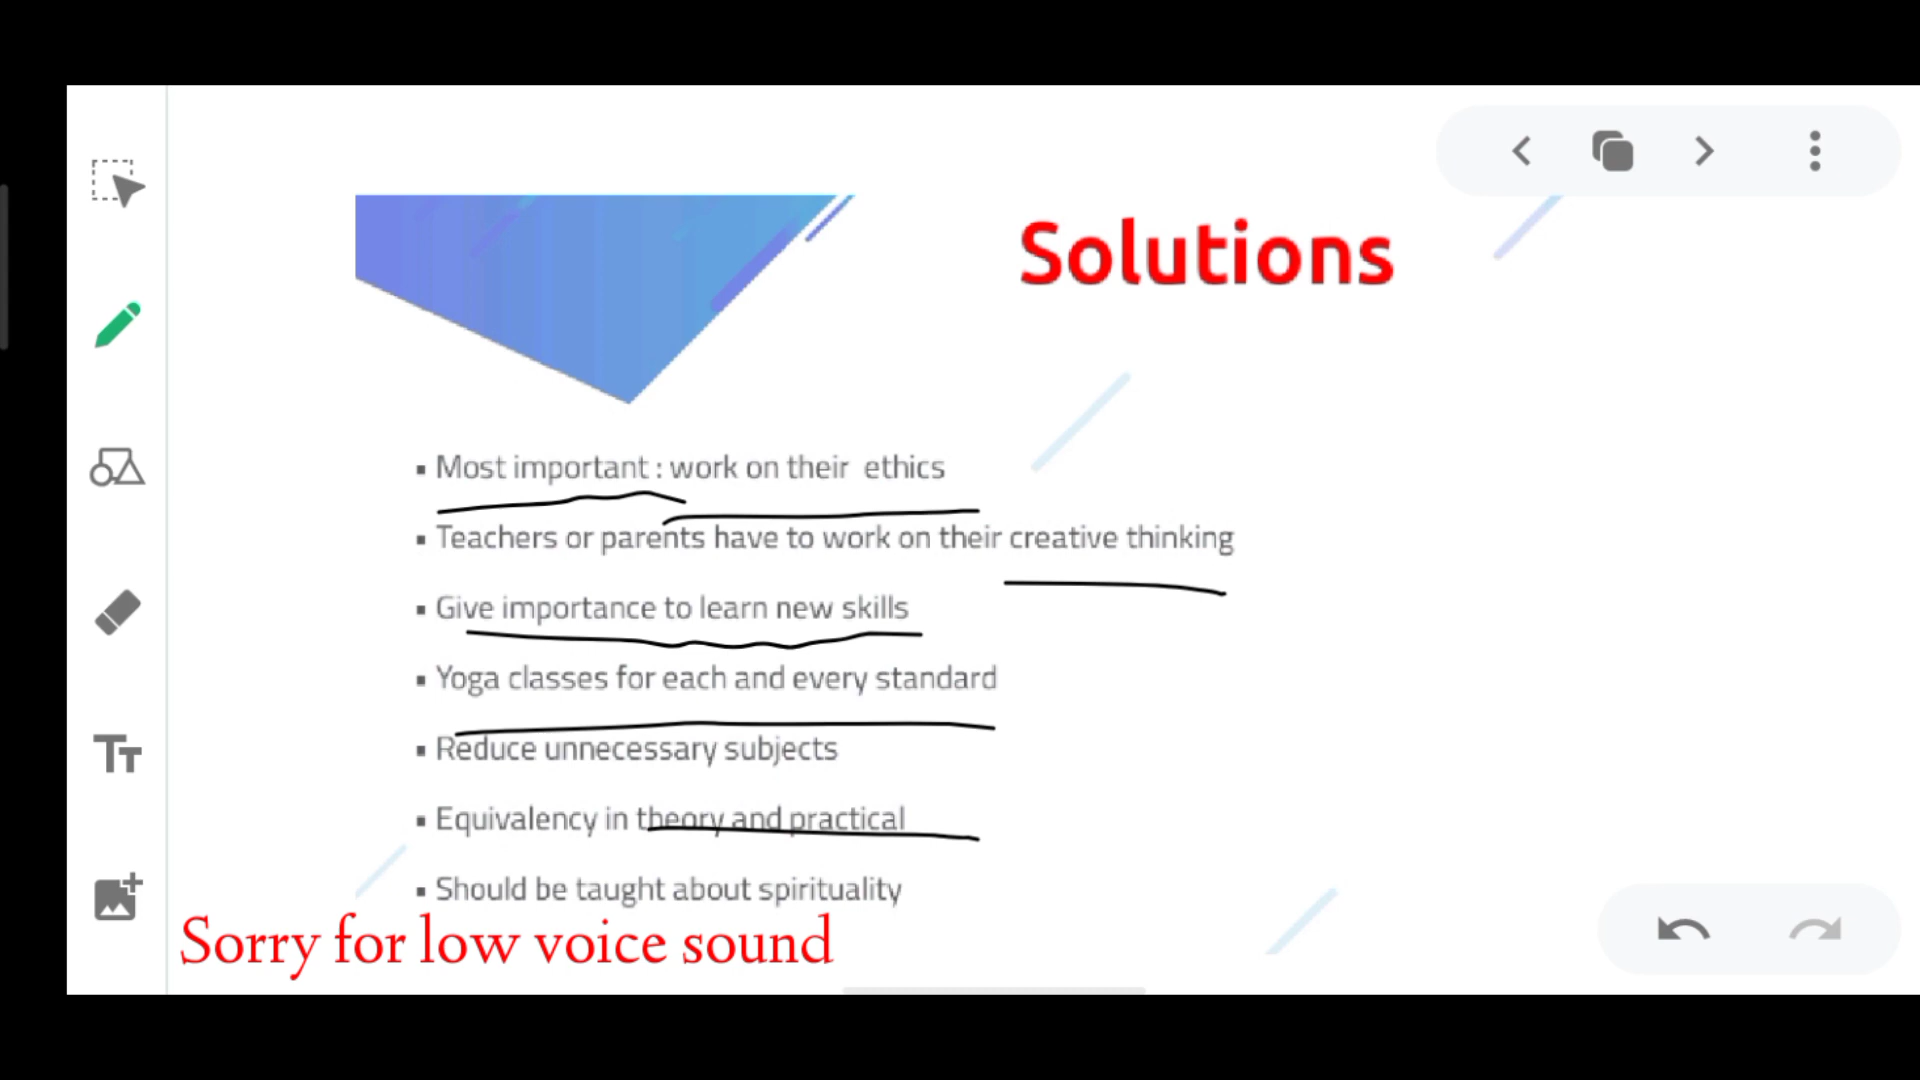 Solutions
▪ Most important : work on their ethics
▪ Teachers or parents have to work on their creative thinking
▪ Give importance to learn new skills
▪ Yoga classes for each and every standard
▪ Reduce unnecessary subjects
▪ Equivalency in theory and practical
▪ Should be taught about spirituality
Sorry for low voice sound